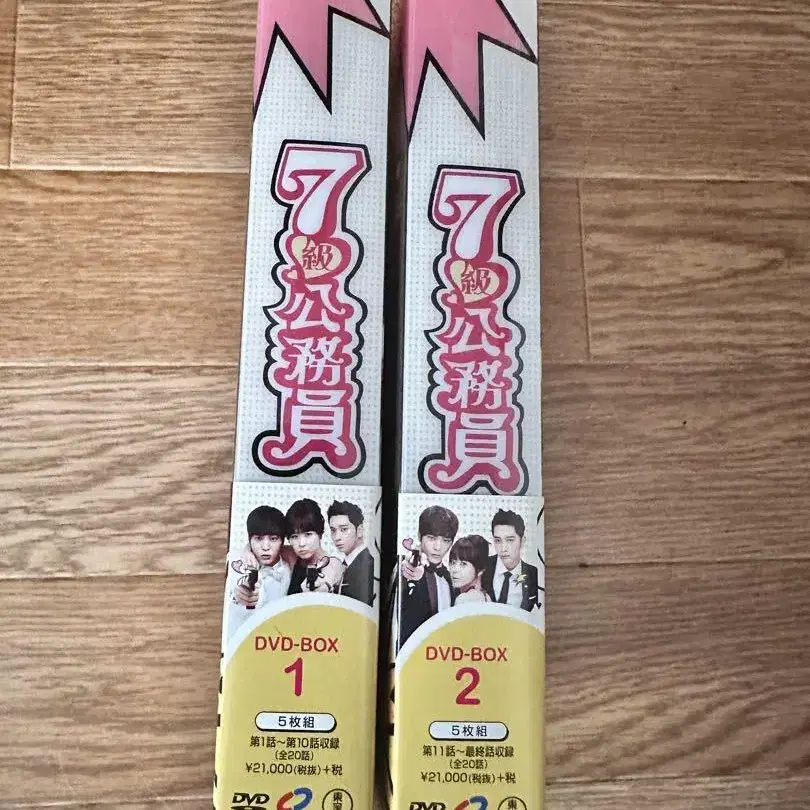 7級公務員
DVD-BOX
1
5枚組
第1話〜第10話収録
(全20話)
¥21,000(税抜)+税
DVD
7級公務員
DVD-BOX
2
5枚組
第11話〜最終話収録
(全20話)
¥21,000(税抜)+税
DVD